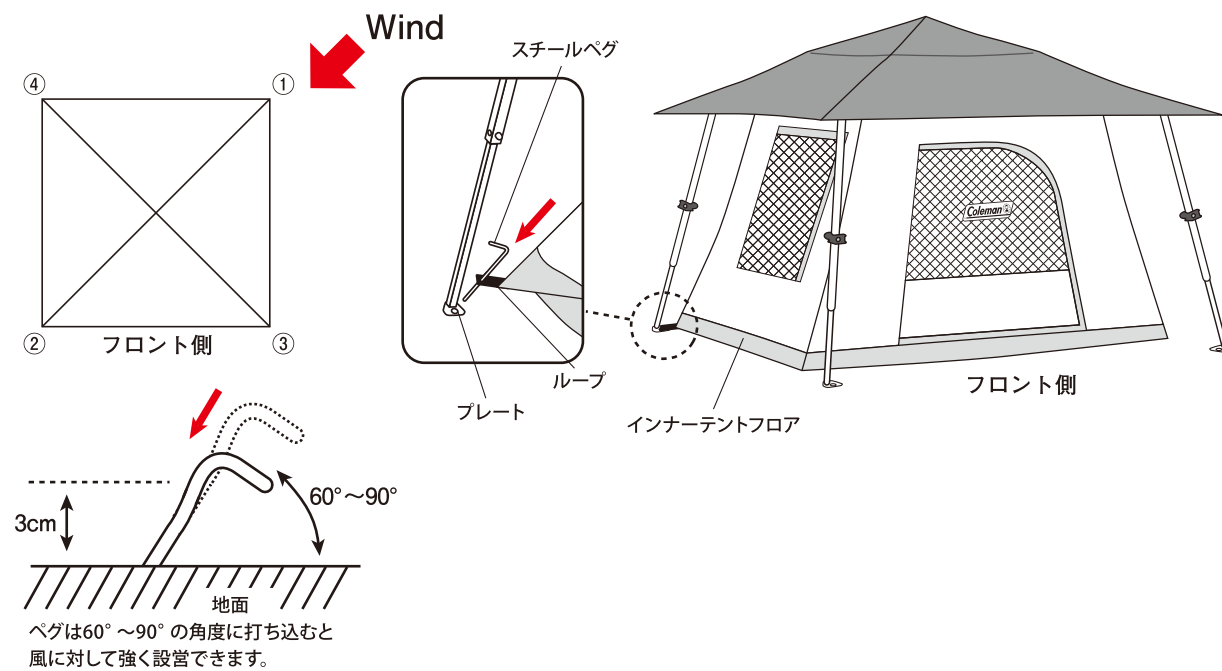 Wind
④
①
②
フロント側
③
スチールペグ
ループ
プレート
Coleman
インナーテントフロア
フロント側
60°～90°
3cm
地面
ペグは60°～90°の角度に打ち込むと
風に対して強く設営できます。